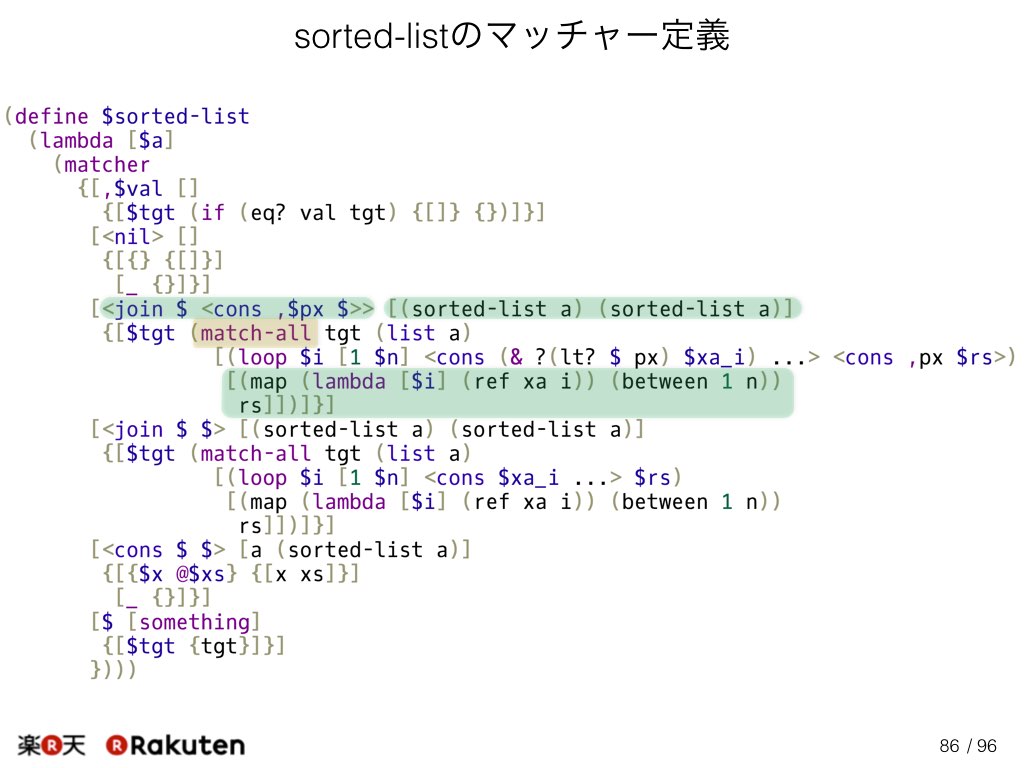 sorted-listのマッチャー定義
(define $sorted-list
  (lambda [$a]
    (matcher
      {[,$val []
        {[$tgt (if (eq? val tgt) {[]} {})]}]
       [<nil> []
        {[{} {[]}]
         [_ {}]}]
       [<join $ <cons ,$px $>> [(sorted-list a) (sorted-list a)]
        {[$tgt (match-all tgt (list a)
                 [(loop $i [1 $n] <cons (& ?(lt? $ px) $xa_i) ...> <cons ,px $rs>)
                  [(map (lambda [$i] (ref xa i)) (between 1 n))
                   rs]])]}]
       [<join $ $> [(sorted-list a) (sorted-list a)]
        {[$tgt (match-all tgt (list a)
                 [(loop $i [1 $n] <cons $xa_i ...> $rs)
                  [(map (lambda [$i] (ref xa i)) (between 1 n))
                   rs]])]}]
       [<cons $ $> [a (sorted-list a)]
        {[{$x @$xs} {[x xs]}]
         [_ {}]}]
       [$ [something]
        {[$tgt {tgt}]}]
       })))
楽R天 R Rakuten
86 / 96